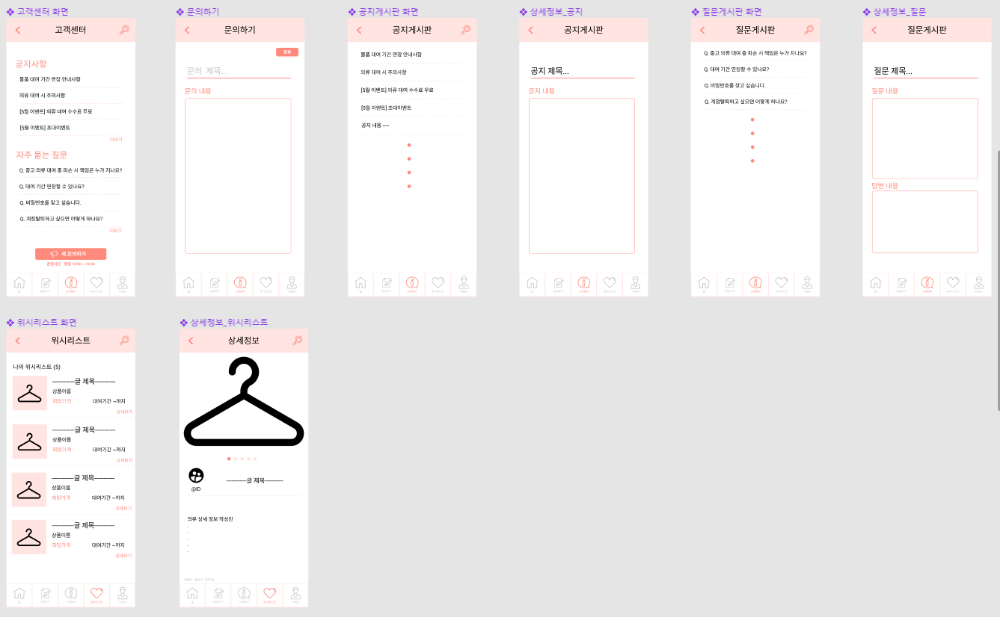 고객센터 화면
고객센터
공지사항
물품 대여 기간 연장 안내사항
의류 대여 시 주의사항
[5월 이벤트] 의류 대여 수수료 무료
[5월 이벤트] 초대이벤트
더보기
자주 묻는 질문
Q. 중고 의류 대여 중 파손 시 책임은 누가 지나요?
Q. 대여 기간 연장할 수 있나요?
Q. 비밀번호를 찾고 싶습니다.
Q. 계정탈퇴하고 싶으면 어떻게 하나요?
더보기
새 문의하기
문의하기
문의하기
등록
문의 제목...
문의 내용
공지게시판 화면
공지게시판
물품 대여 기간 연장 안내사항
의류 대여 시 주의사항
[5월 이벤트] 의류 대여 수수료 무료
[5월 이벤트] 초대이벤트
공지 내용 ~~
상세정보_공지
공지게시판
공지 제목...
공지 내용
질문게시판 화면
질문게시판
Q. 중고 의류 대여 중 파손 시 책임은 누가 지나요?
Q. 대여 기간 연장할 수 있나요?
Q. 비밀번호를 찾고 싶습니다.
Q. 계정탈퇴하고 싶으면 어떻게 하나요?
상세정보_질문
질문게시판
질문 제목...
질문 내용
답변 내용
위시리스트 화면
위시리스트
나의 위시리스트 (5)
------------글 제목-----------
상품이름
희망가격 대여기간 ~까지
상세보기
------------글 제목-----------
상품이름
희망가격 대여기간 ~까지
상세보기
------------글 제목-----------
상품이름
희망가격 대여기간 ~까지
상세보기
------------글 제목-----------
상품이름
희망가격 대여기간 ~까지
상세보기
상세정보_위시리스트
상세정보
@ID
------------글 제목-----------
의류 상세 정보 작성란